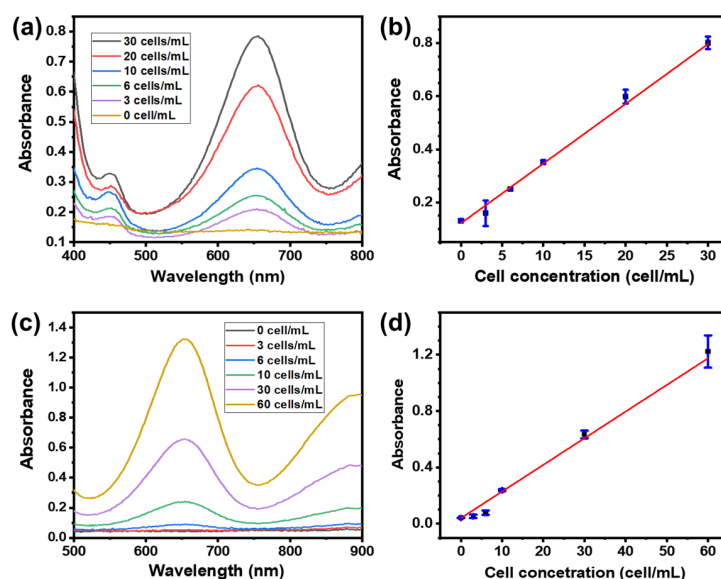 (a)
30 cells/mL
20 cells/mL
10 cells/mL
6 cells/mL
3 cells/mL
0 cell/mL
0.8
0.7
0.6
0.5
0.4
0.3
0.2
0.1
Absorbance
400 500 600 700 800
Wavelength (nm)
(b)
0.8
0.6
0.4
0.2
Absorbance
0 5 10 15 20 25 30
Cell concentration (cell/mL)
(c)
0 cell/mL
3 cells/mL
6 cells/mL
10 cells/mL
30 cells/mL
60 cells/mL
1.4
1.2
1.0
0.8
0.6
0.4
0.2
0.0
Absorbance
500 600 700 800 900
Wavelength (nm)
(d)
1.2
0.8
0.4
0.0
Absorbance
0 10 20 30 40 50 60
Cell concetration (cell/mL)